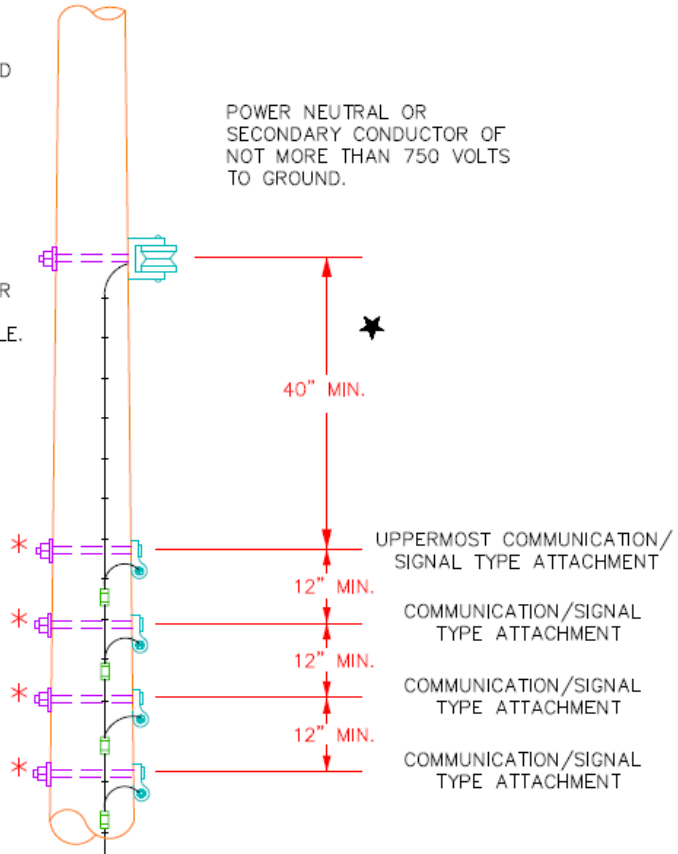 D
POWER NEUTRAL OR
SECONDARY CONDUCTOR OF
NOT MORE THAN 750 VOLTS
TO GROUND.
R
LE.
40" MIN.
UPPERMOST COMMUNICATION/
SIGNAL TYPE ATTACHMENT
12" MIN.
COMMUNICATION/SIGNAL
TYPE ATTACHMENT
12" MIN.
COMMUNICATION/SIGNAL
TYPE ATTACHMENT
12" MIN.
COMMUNICATION/SIGNAL
TYPE ATTACHMENT